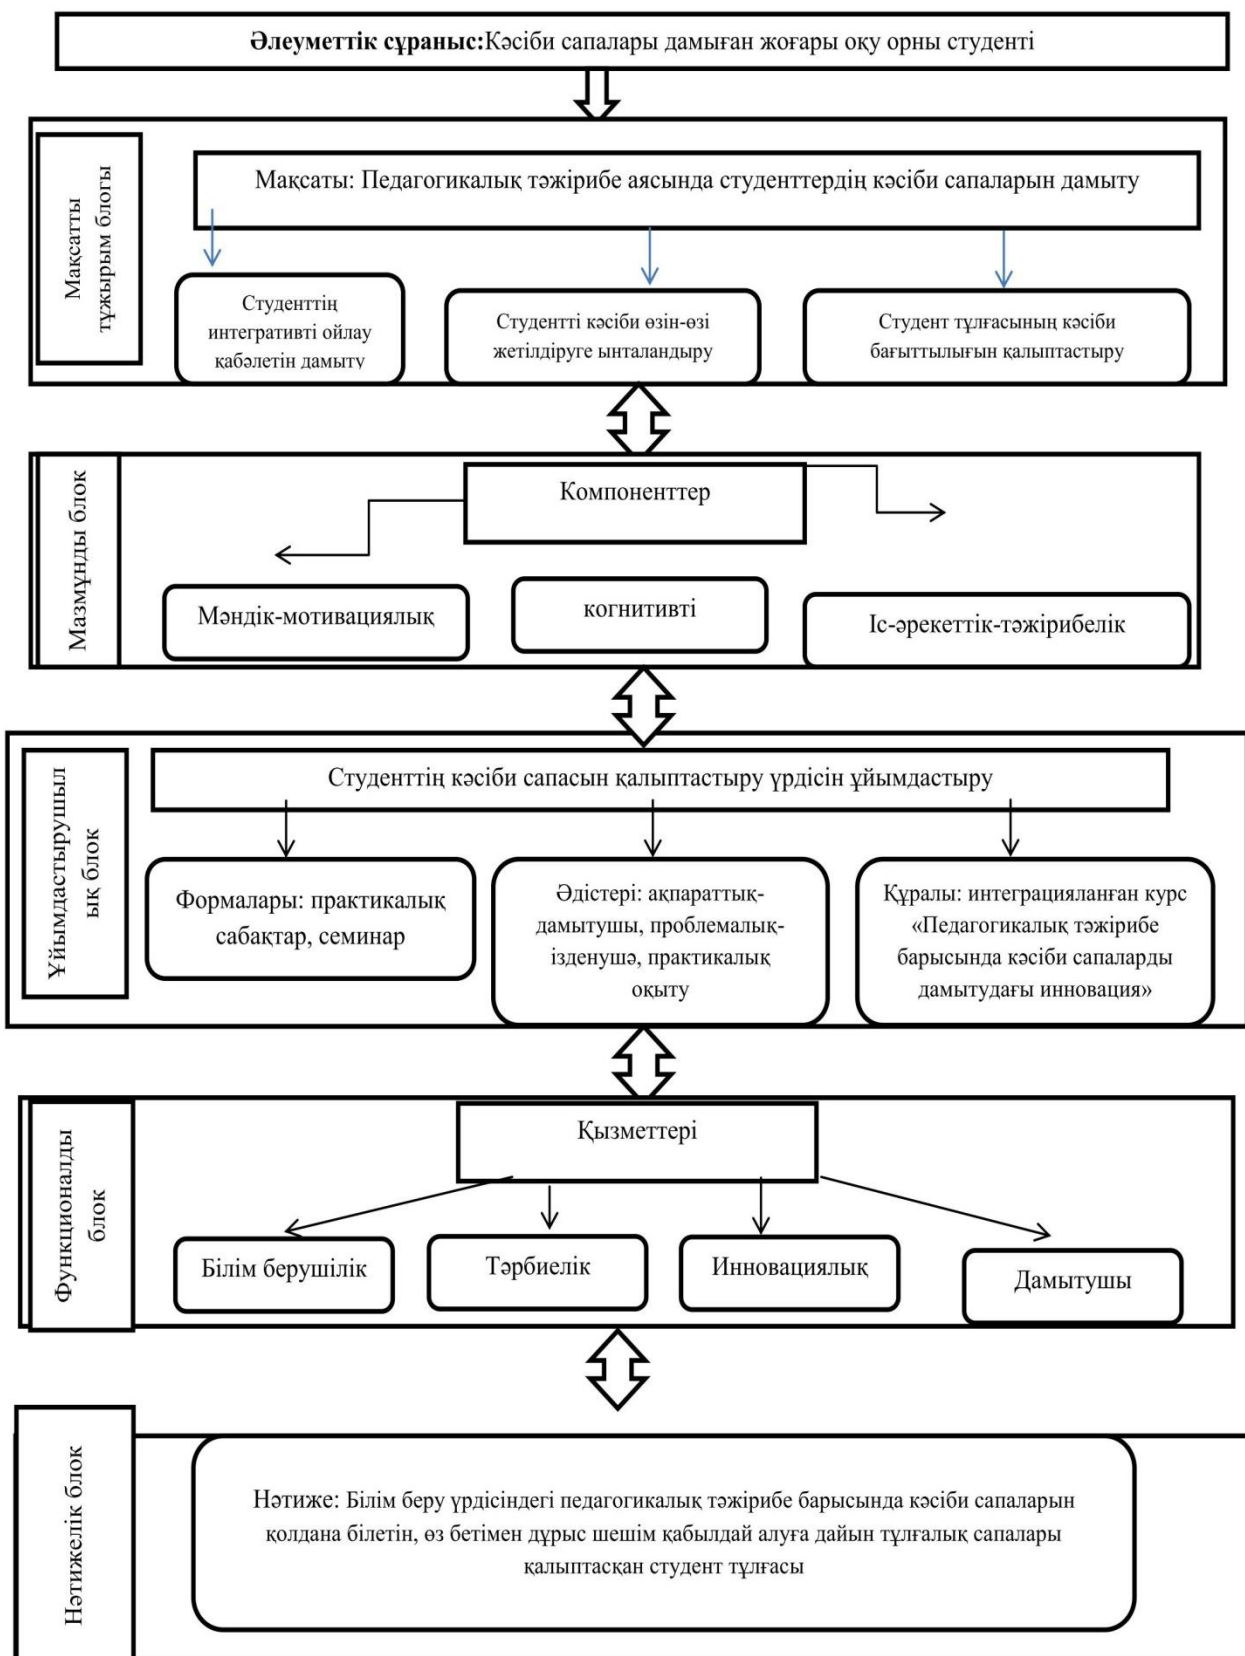 Әлеуметтік сұраныс:Кәсіби сапалары дамыған жоғары оқу орны студенті
Мақсатты
тұжырым блогы
Мақсаты: Педагогикалық тәжірибе аясында студенттердің кәсіби сапаларын дамыту
Студенттің
интегративті ойлау
қабәлетін дамыту
Студентті кәсіби өзін-өзі
жетілдіруге ынталандыру
Студент тұлғасының кәсіби
бағыттылығын қалыптастыру
Мазмұнды блок
Компоненттер
Мәндік-мотивациялық
когнитивті
Іс-әрекеттік-тәжірибелік
Ұйымдастырушыл
ық блок
Студенттің кәсіби сапасын қалыптастыру үрдісін ұйымдастыру
Формалары: практикалық
сабақтар, семинар
Әдістері: ақпараттық-
дамытушы, проблемалық-
ізденушә, практикалық
оқыту
Құралы: интеграцияланған курс
«Педагогикалық тәжірибе
барысында кәсіби сапаларды
дамытудағы инновация»
Функционалды
блок
Қызметтері
Білім берушілік
Тәрбиелік
Инновациялық
Дамытушы
Нәтижелік блок
Нәтиже: Білім беру үрдісіндегі педагогикалық тәжірибе барысында кәсіби сапаларын
қолдана білетін, өз бетімен дұрыс шешім қабылдай алуға дайын тұлғалық сапалары
қалыптасқан студент тұлғасы